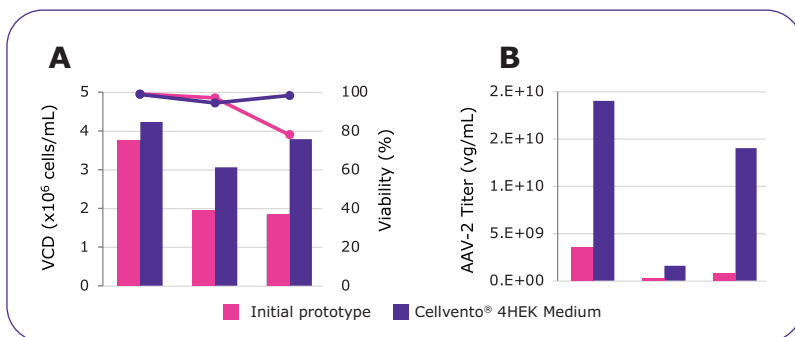 A
B
VCD (x10⁶ cells/mL)
5
4
3
2
1
0
100
80
60
40
20
0
Viability (%)
AAV-2 Titer (vg/mL)
2.E+10
2.E+10
1.E+10
5.E+09
0.E+00
Initial prototype
Cellvento® 4HEK Medium